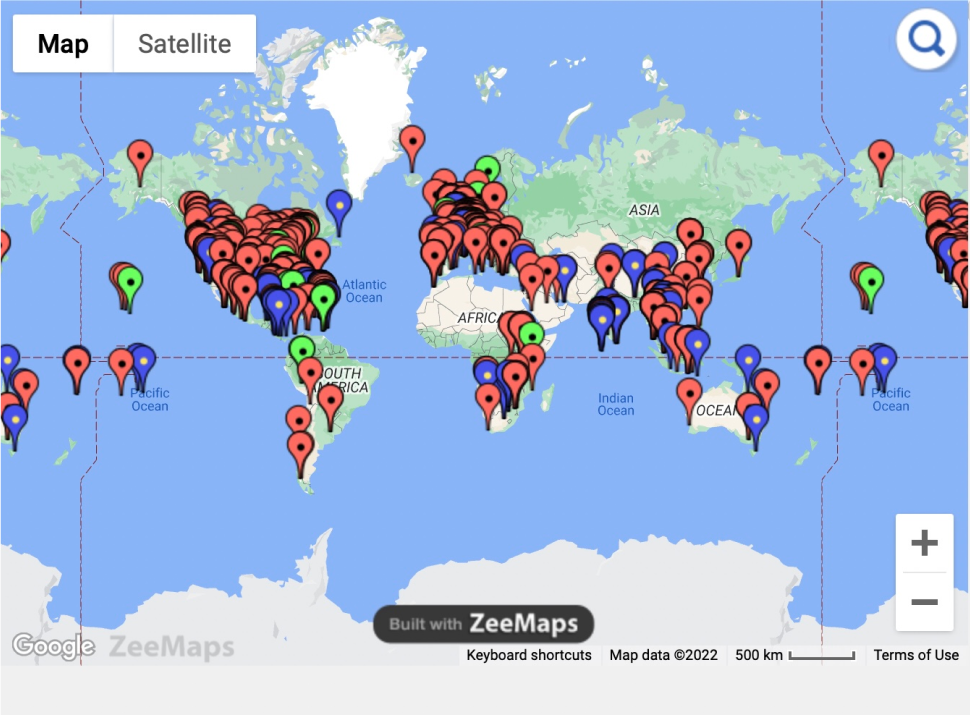 Map
Satellite
ASIA
Atlantic
Ocean
AFRICA
SOUTH
AMERICA
Pacific
Ocean
Indian
Ocean
OCEA
Pacific
Ocean
Built with ZeeMaps
Google ZeeMaps
Keyboard shortcuts Map data ©2022 500 km Terms of Use